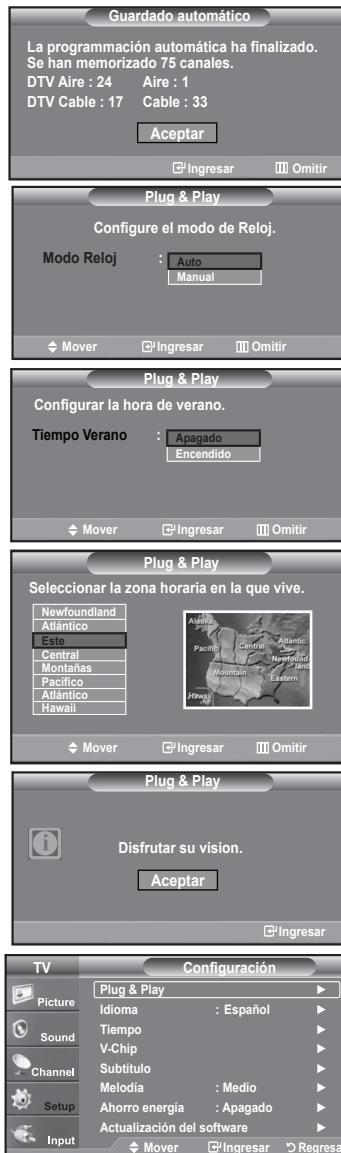 Guardado automático
La programmación automática ha finalizado.
Se han memorizado 75 canales.
DTV Aire : 24 Aire : 1
DTV Cable : 17 Cable : 33
Aceptar
Ingresar Omitir
Plug & Play
Configure el modo de Reloj.
Modo Reloj : Auto
Manual
Mover Ingresar Omitir
Plug & Play
Configurar la hora de verano.
Tiempo Verano : Apagado
Encendido
Mover Ingresar Omitir
Plug & Play
Seleccionar la zona horaria en la que vive.
Newfoundland
Atlántico
Este
Central
Montañas
Pacífico
Atlántico
Hawaii
Alaska
Pacific
Central
Atlantic
Newfoundland
Mountain
Eastern
Hawaii
Mover Ingresar Omitir
Plug & Play
Disfrutar su vision.
Aceptar
Ingresar
TV Configuración
Picture
Sound
Channel
Setup
Input
Plug & Play
Idioma : Español
Tiempo
V-Chip
Subtítulo
Melodía : Medio
Ahorro energía : Apagado
Actualización del software
Mover Ingresar Regresa